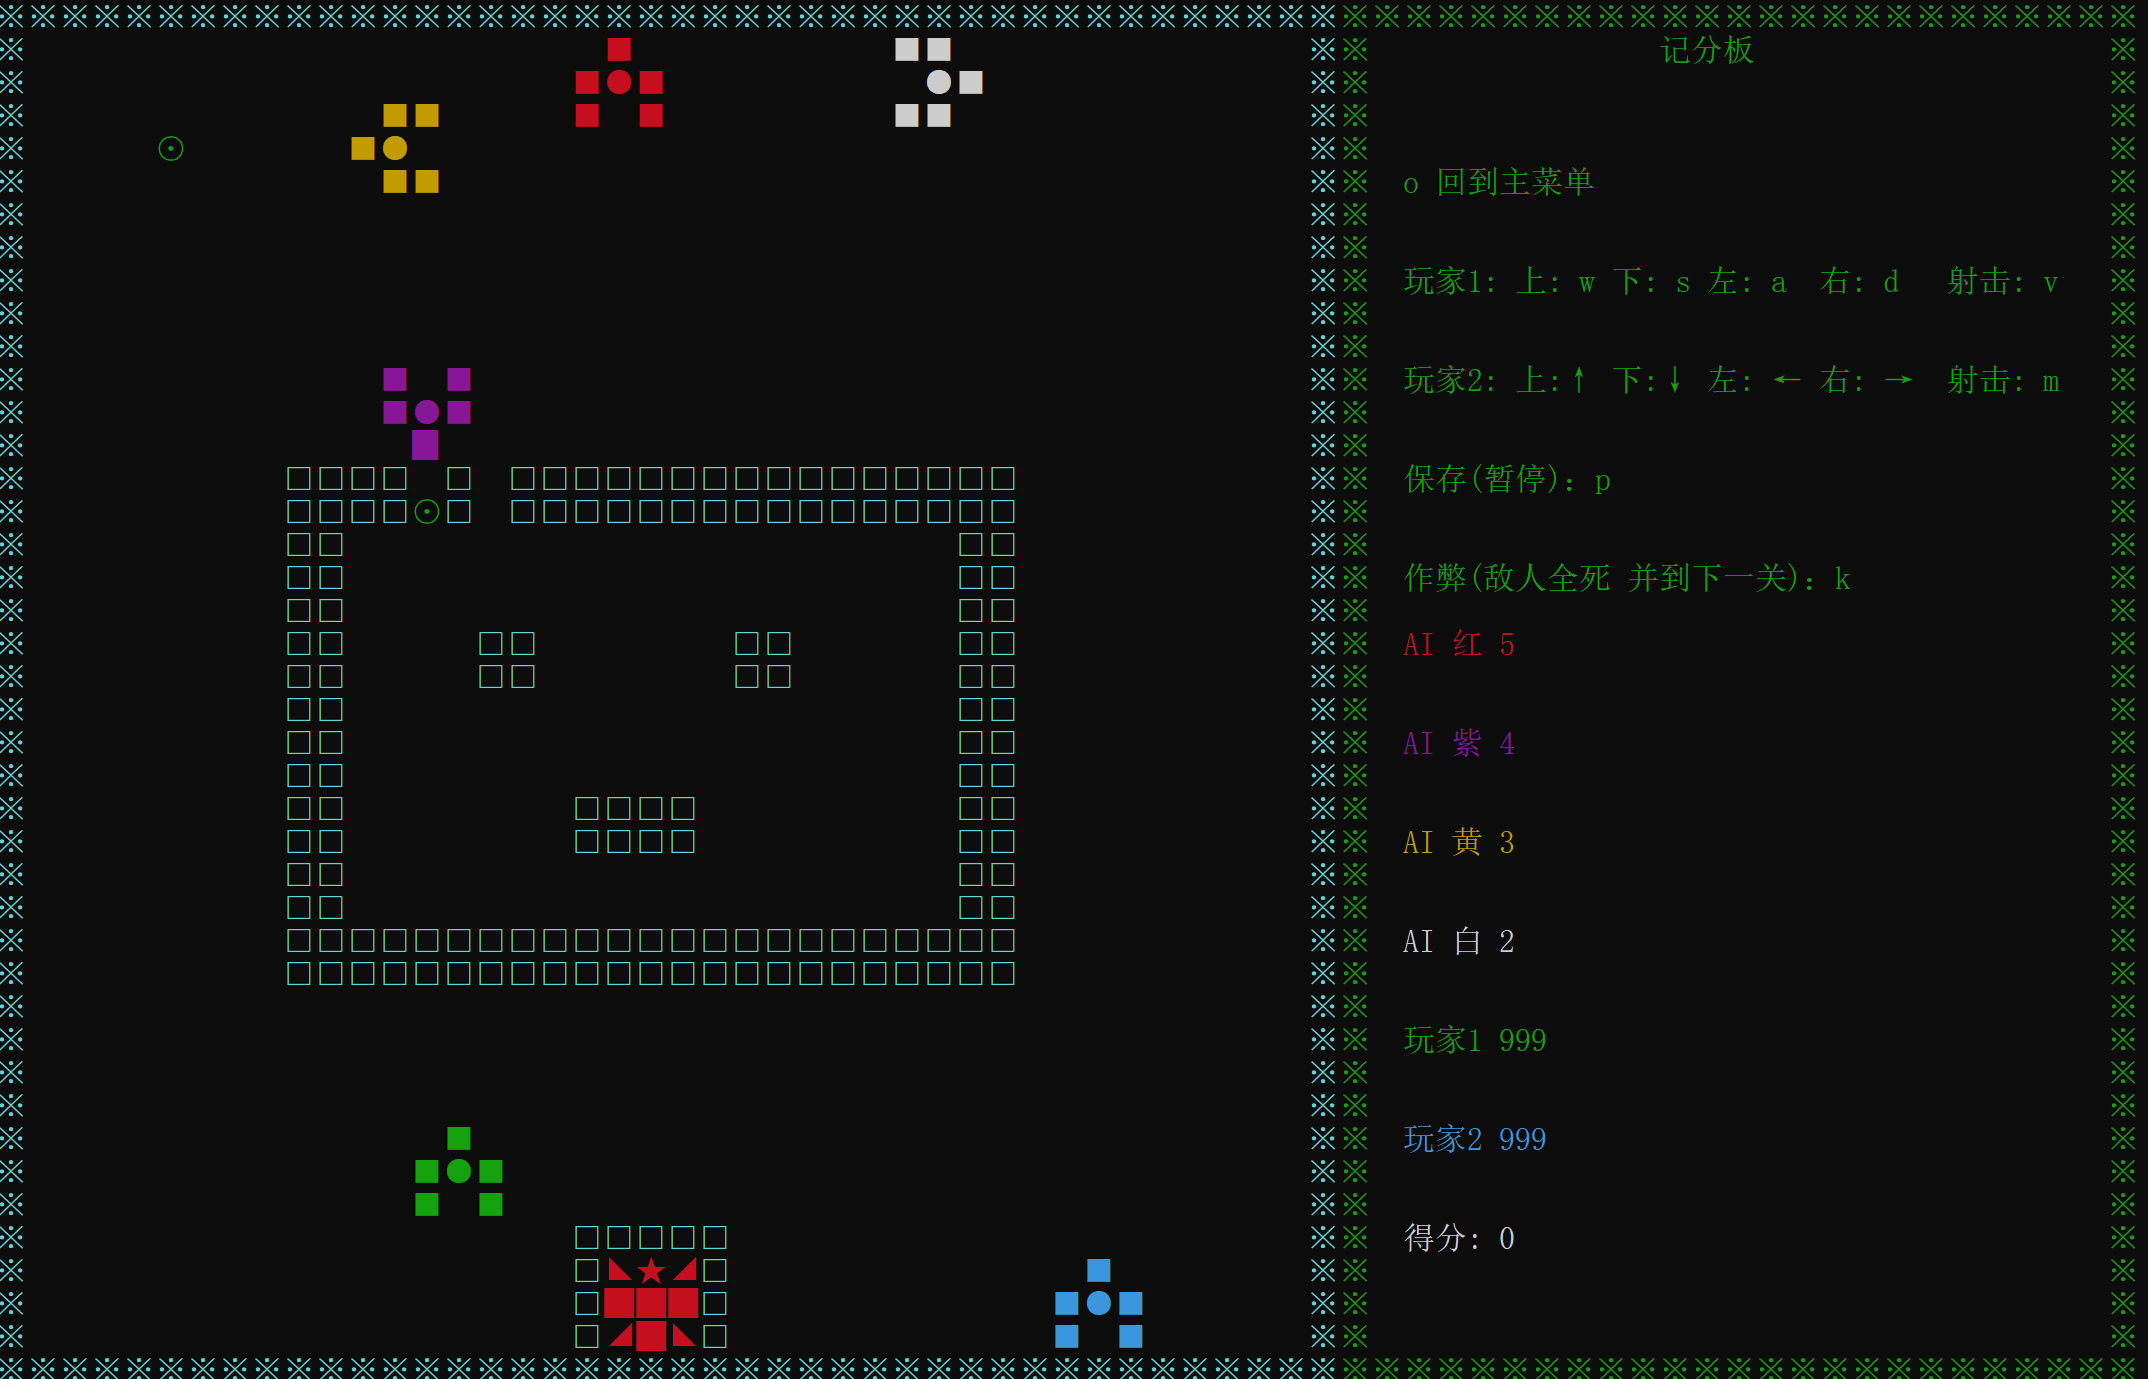 记分板
o 回到主菜单
玩家1: 上: w 下: s 左: a 右: d 射击: v
玩家2: 上:↑ 下:↓ 左: ← 右: → 射击: m
保存(暂停): p
作弊(敌人全死 并到下一关): k
AI 红 5
AI 紫 4
AI 黄 3
AI 白 2
玩家1 999
玩家2 999
得分: 0